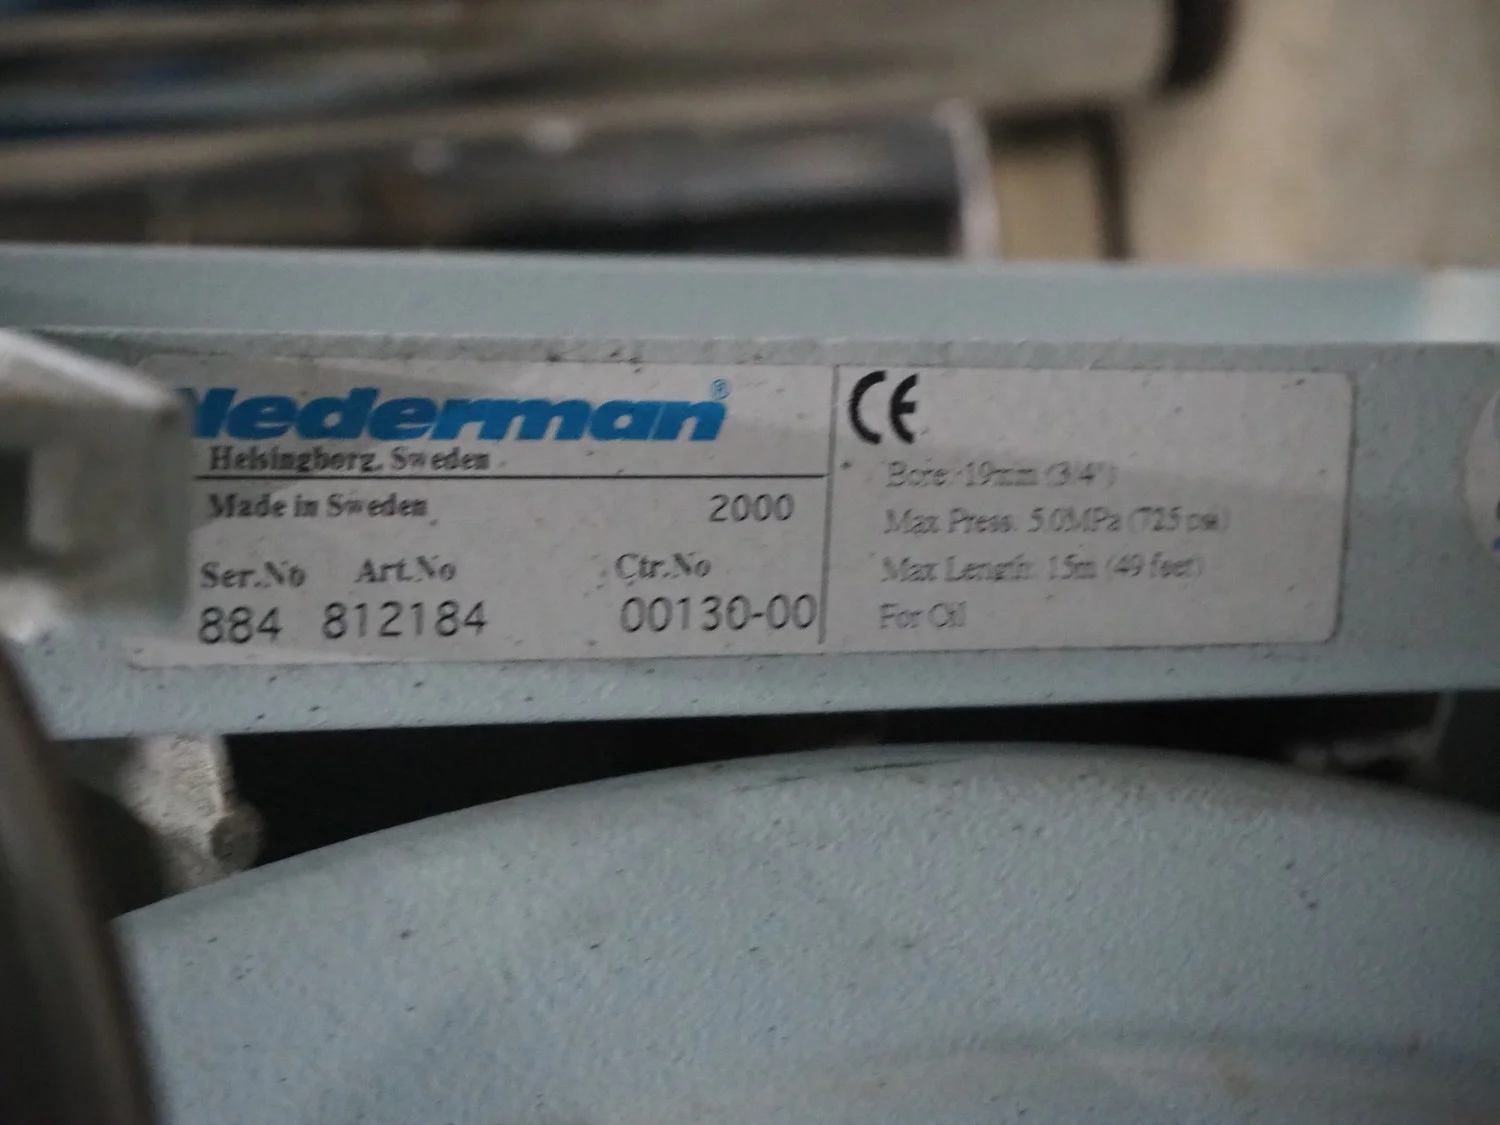 Nederman®
Helsingborg, Sweden
Made in Sweden 2000
Ser.No Art.No Ctr.No
884 812184 00130-00
CE
Bore: 19mm (3/4")
Max Press. 5.0MPa (725 psi)
Max Length: 15m (49 feet)
For Oil